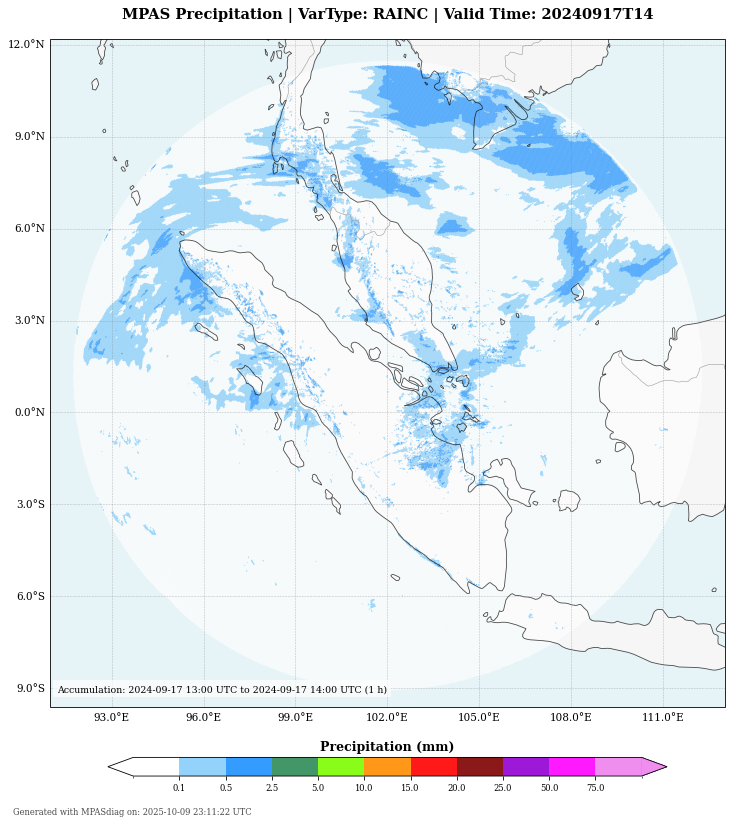 MPAS Precipitation | VarType: RAINC | Valid Time: 20240917T14
12.0°N
9.0°N
6.0°N
3.0°N
0.0°N
3.0°S
6.0°S
9.0°S
Accumulation: 2024-09-17 13:00 UTC to 2024-09-17 14:00 UTC (1 h)
93.0°E 96.0°E 99.0°E 102.0°E 105.0°E 108.0°E 111.0°E
Precipitation (mm)
0.1 0.5 2.5 5.0 10.0 15.0 20.0 25.0 50.0 75.0
Generated with MPASdiag on: 2025-10-09 23:11:22 UTC